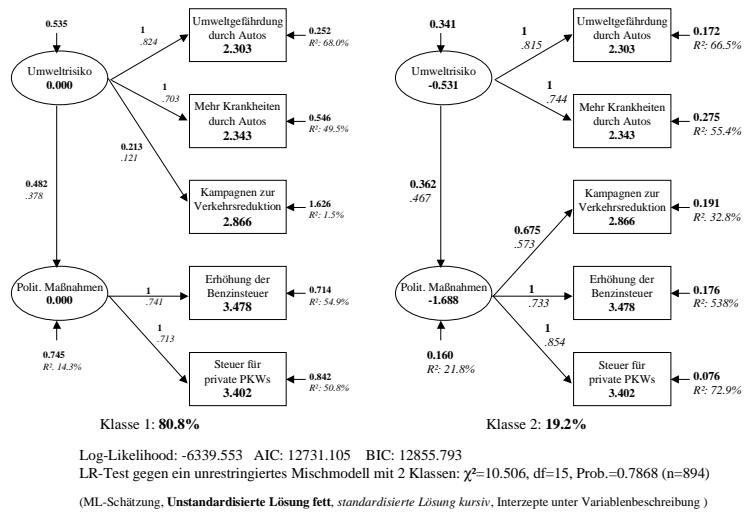 0.535
1
.824
Umweltgefährdung
durch Autos
2.303
0.252
R²: 68.0%
Umweltrisiko
0.000
1
.703
Mehr Krankheiten
durch Autos
2.343
0.546
R²: 49.5%
0.213
.121
0.482
.378
Kampagnen zur
Verkehrsreduktion
2.866
1.626
R²: 1.5%
Polit. Maßnahmen
0.000
1
.741
Erhöhung der
Benzinsteuer
3.478
0.714
R²: 54.9%
1
.713
0.745
R². 14.3%
Steuer für
private PKWs
3.402
0.842
R²: 50.8%
Klasse 1: 80.8%
0.341
1
.815
Umweltgefährdung
durch Autos
2.303
0.172
R²: 66.5%
Umweltrisiko
-0.531
1
.744
Mehr Krankheiten
durch Autos
2.343
0.275
R²: 55.4%
0.362
.467
Kampagnen zur
Verkehrsreduktion
2.866
0.191
R². 32.8%
0.675
.573
Polit. Maßnahmen
-1.688
1
.733
Erhöhung der
Benzinsteuer
3.478
0.176
R²: 538%
1
.854
0.160
R²: 21.8%
Steuer für
private PKWs
3.402
0.076
R²: 72.9%
Klasse 2: 19.2%
Log-Likelihood: -6339.553 AIC: 12731.105 BIC: 12855.793
LR-Test gegen ein unrestringiertes Mischmodell mit 2 Klassen: χ²=10.506, df=15, Prob.=0.7868 (n=894)
(ML-Schätzung, Unstandardisierte Lösung fett, standardisierte Lösung kursiv, Interzepte unter Variablenbeschreibung )